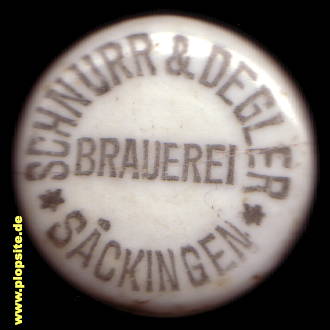 SCHNURR & DEGLER
BRAUEREI
* SÄCKINGEN *
www.plopsite.de